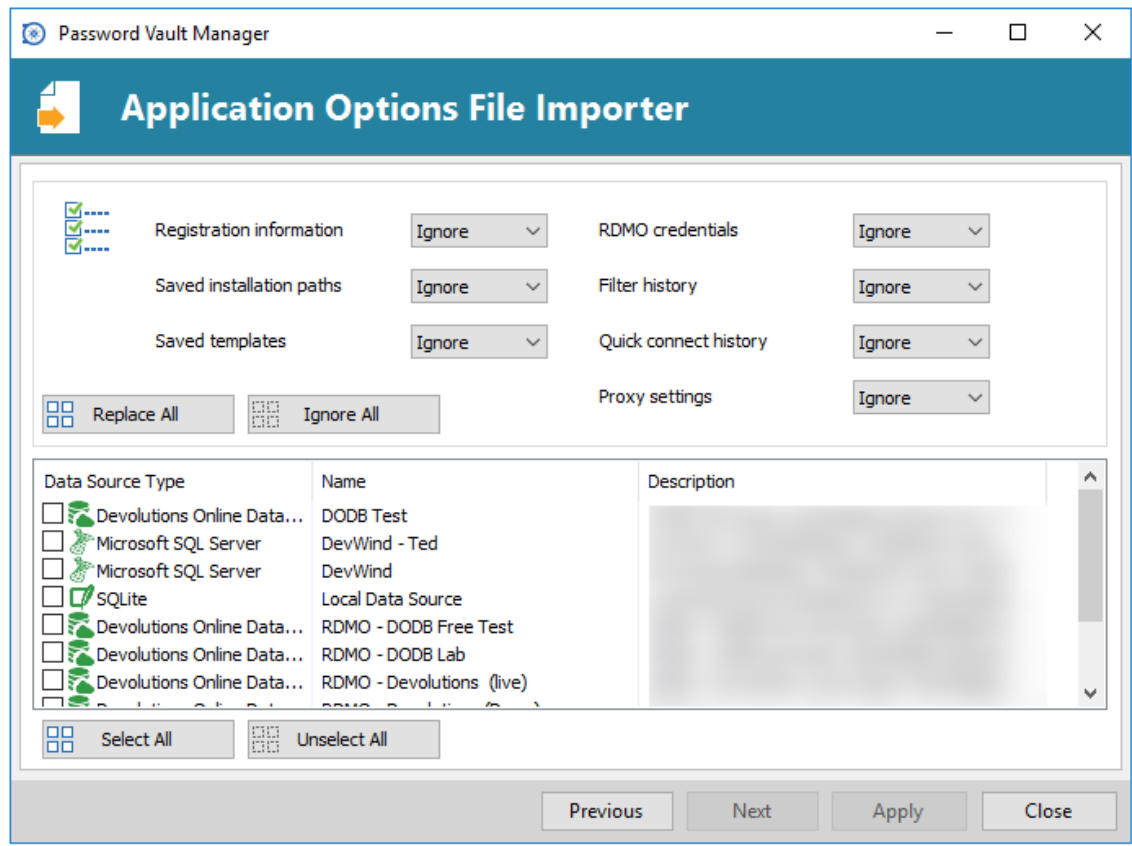 Password Vault Manager
Application Options File Importer
Registration information Ignore RDMO credentials Ignore
Saved installation paths Ignore Filter history Ignore
Saved templates Ignore Quick connect history Ignore
Proxy settings Ignore
Replace All Ignore All
Data Source Type Name Description
Devolutions Online Data... DODB Test
Microsoft SQL Server DevWind - Ted
Microsoft SQL Server DevWind
SQLite Local Data Source
Devolutions Online Data... RDMO - DODB Free Test
Devolutions Online Data... RDMO - DODB Lab
Devolutions Online Data... RDMO - Devolutions (live)
Select All Unselect All
Previous Next Apply Close